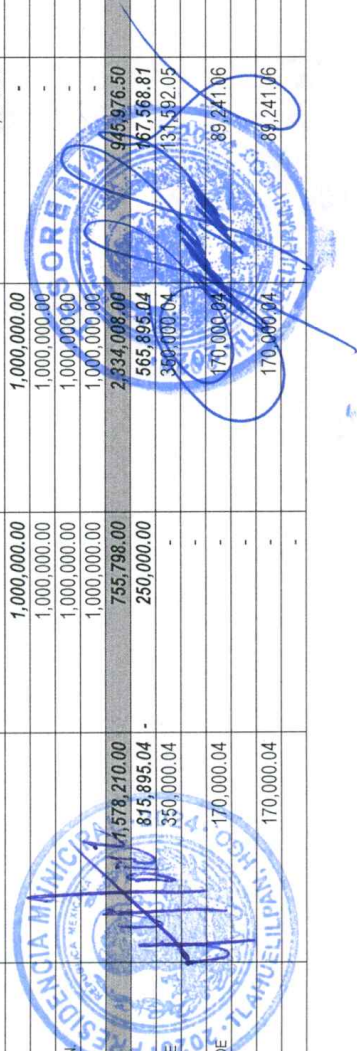 1,000,000.00 1,000,000.00 -
1,000,000.00 1,000,000.00 -
1,000,000.00 1,000,000.00 -
1,000,000.00 1,000,000.00 -
1,578,210.00 755,798.00 2,334,008.00 945,976.50
815,895.04 - 250,000.00 565,895.04 167,568.81
350,000.04 - 350,000.04 131,592.05
-
170,000.04 - 170,000.04 89,241.06
DE
-
170,000.04 - 170,000.04 89,241.06
-
PRESIDENCIA MUNICIPAL
TLAHUELILPAN, HGO
TESORERIA